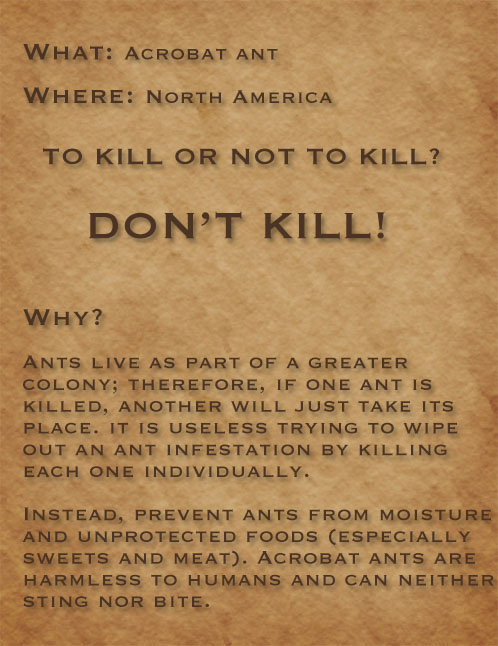 What: Acrobat ant
Where: North America
TO KILL OR NOT TO KILL?
DON'T KILL!
Why?
Ants live as part of a greater
colony; therefore, if one ant is
killed, another will just take its
place. it is useless trying to wipe
out an ant infestation by killing
each one individually.
Instead, prevent ants from moisture
and unprotected foods (especially
sweets and meat). Acrobat ants are
harmless to humans and can neither
sting nor bite.